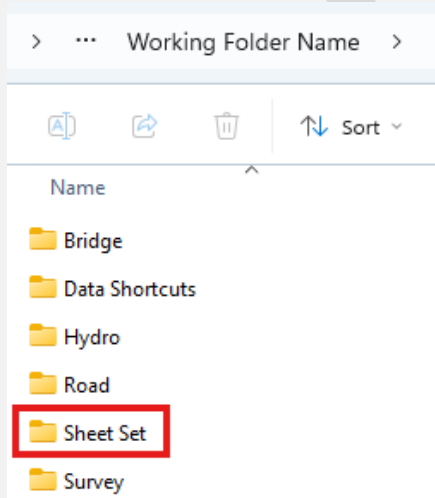 > ··· Working Folder Name >
Sort
Name
Bridge
Data Shortcuts
Hydro
Road
Sheet Set
Survey